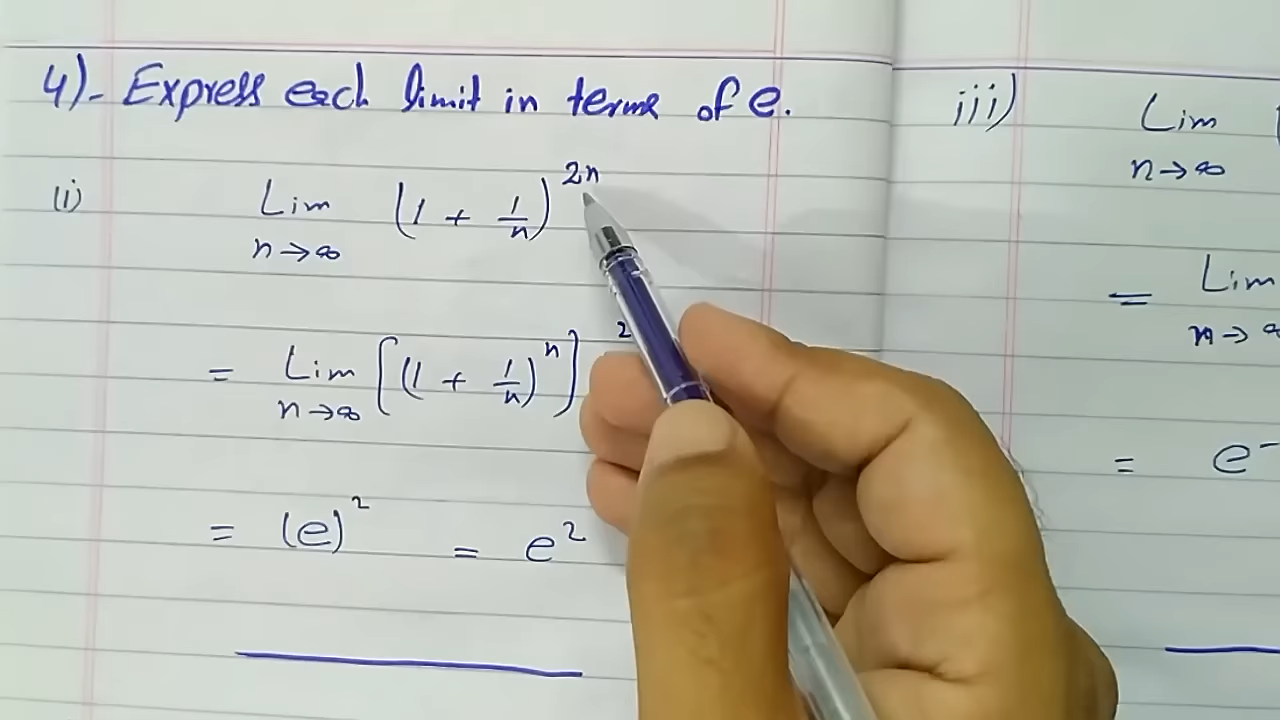 4)- Express each limit in terms of e.
(i) Lim n→∞ (1 + 1/n)^2n
= Lim n→∞ [(1 + 1/n)^n]^2
= (e)^2 = e^2
iii) Lim n→∞
= Lim n→∞
= e^-